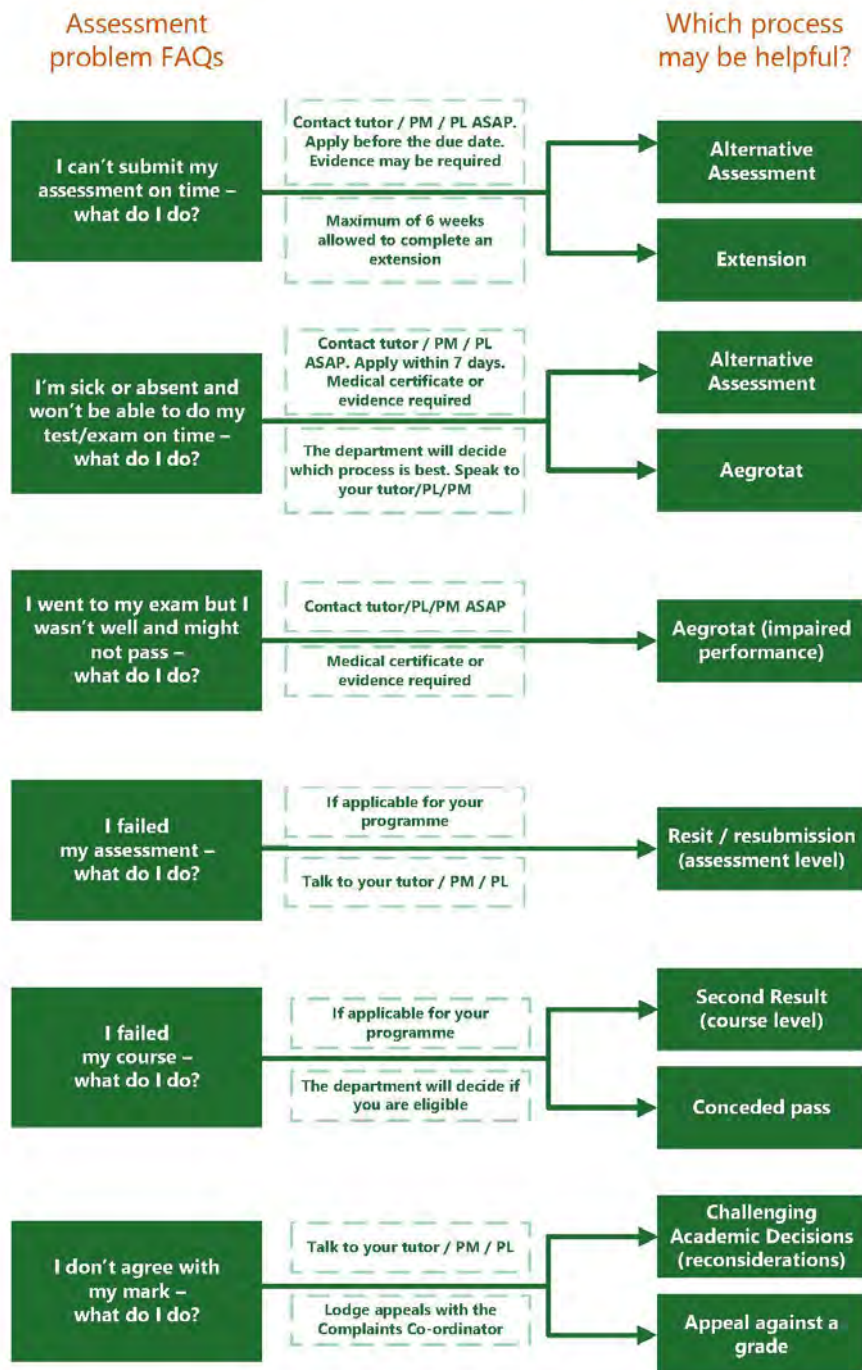 Assessment
problem FAQs
Which process
may be helpful?
I can't submit my
assessment on time –
what do I do?
Contact tutor / PM / PL ASAP.
Apply before the due date.
Evidence may be required
Maximum of 6 weeks
allowed to complete an
extension
Alternative
Assessment
Extension
I'm sick or absent and
won't be able to do my
test/exam on time –
what do I do?
Contact tutor / PM / PL
ASAP. Apply within 7 days.
Medical certificate or
evidence required
The department will decide
which process is best. Speak to
your tutor/PL/PM
Alternative
Assessment
Aegrotat
I went to my exam but I
wasn't well and might
not pass –
what do I do?
Contact tutor/PL/PM ASAP
Medical certificate or
evidence required
Aegrotat (impaired
performance)
I failed
my assessment –
what do I do?
If applicable for your
programme
Talk to your tutor / PM / PL
Resit / resubmission
(assessment level)
I failed
my course –
what do I do?
If applicable for your
programme
The department will decide if
you are eligible
Second Result
(course level)
Conceded pass
I don't agree with
my mark –
what do I do?
Talk to your tutor / PM / PL
Lodge appeals with the
Complaints Co-ordinator
Challenging
Academic Decisions
(reconsiderations)
Appeal against a
grade